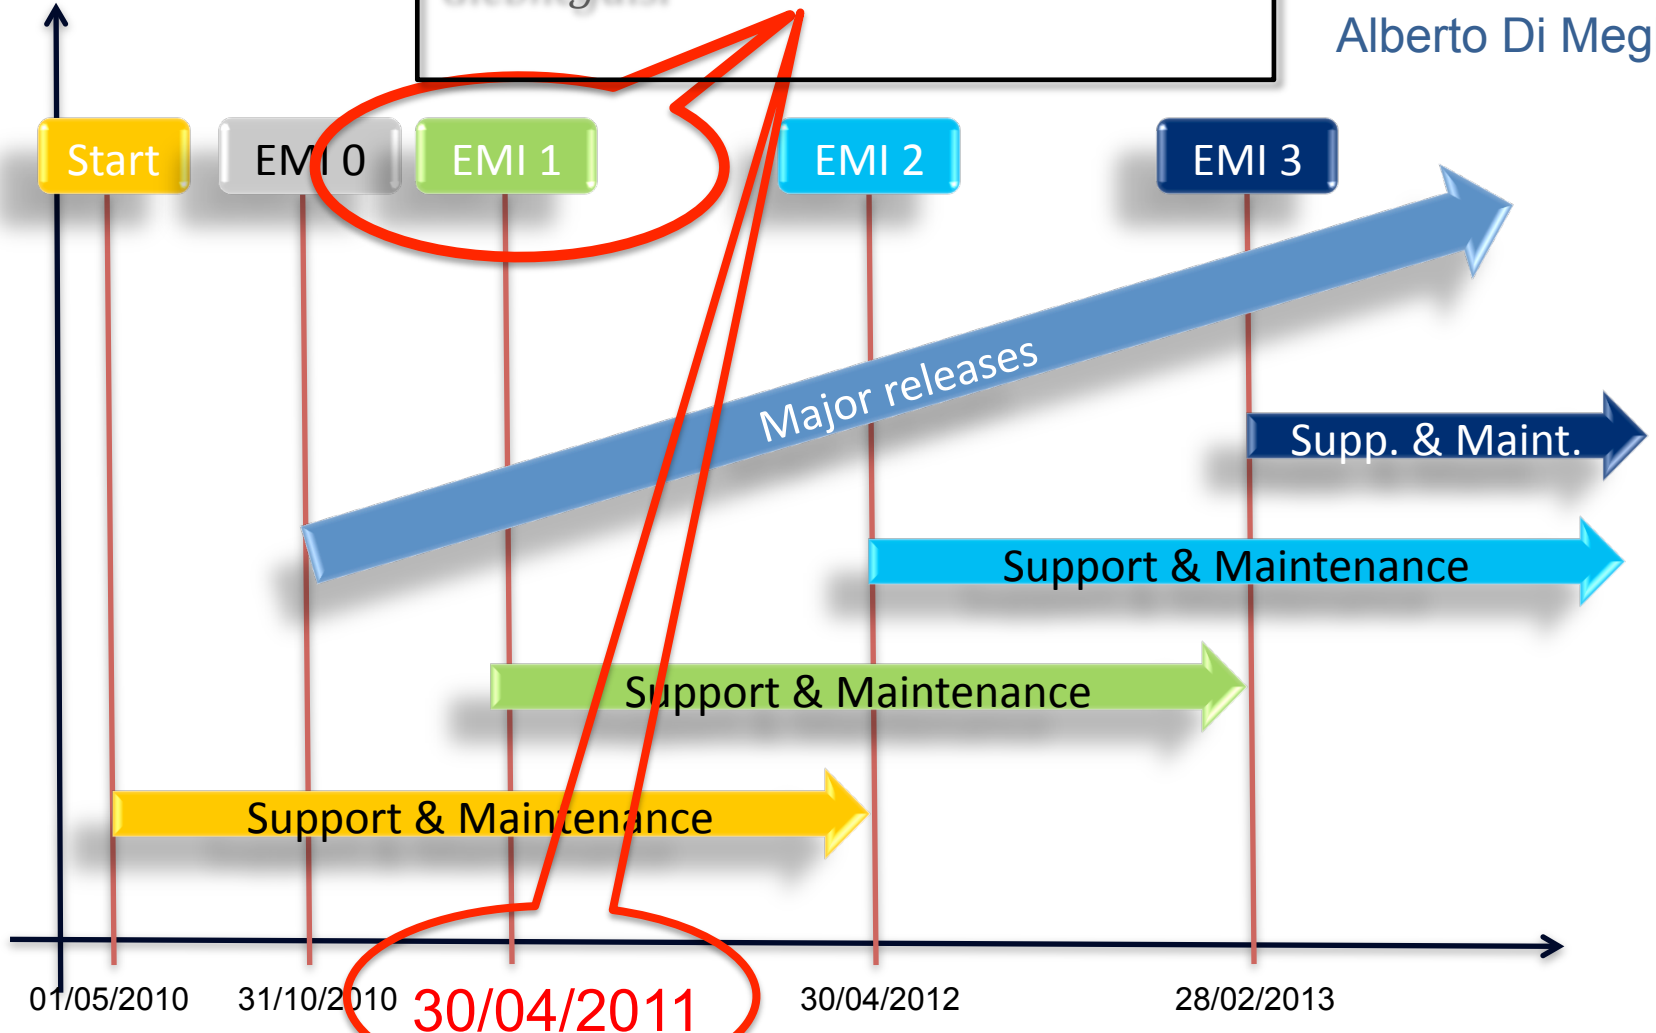 Alberto Di Meg
Start
EMI 0
EMI 1
EMI 2
EMI 3
Major releases
Supp. & Maint.
Support & Maintenance
Support & Maintenance
Support & Maintenance
01/05/2010
31/10/2010
30/04/2011
30/04/2012
28/02/2013